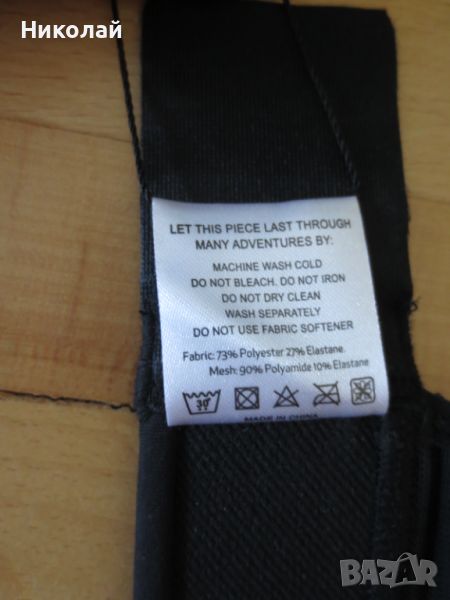 Николай
LET THIS PIECE LAST THROUGH
MANY ADVENTURES BY:
MACHINE WASH COLD
DO NOT BLEACH. DO NOT IRON
DO NOT DRY CLEAN
WASH SEPARATELY
DO NOT USE FABRIC SOFTENER
Fabric: 73% Polyester 27% Elastane.
Mesh: 90% Polyamide 10% Elastane.
30°
MADE IN CHINA
BAZAR